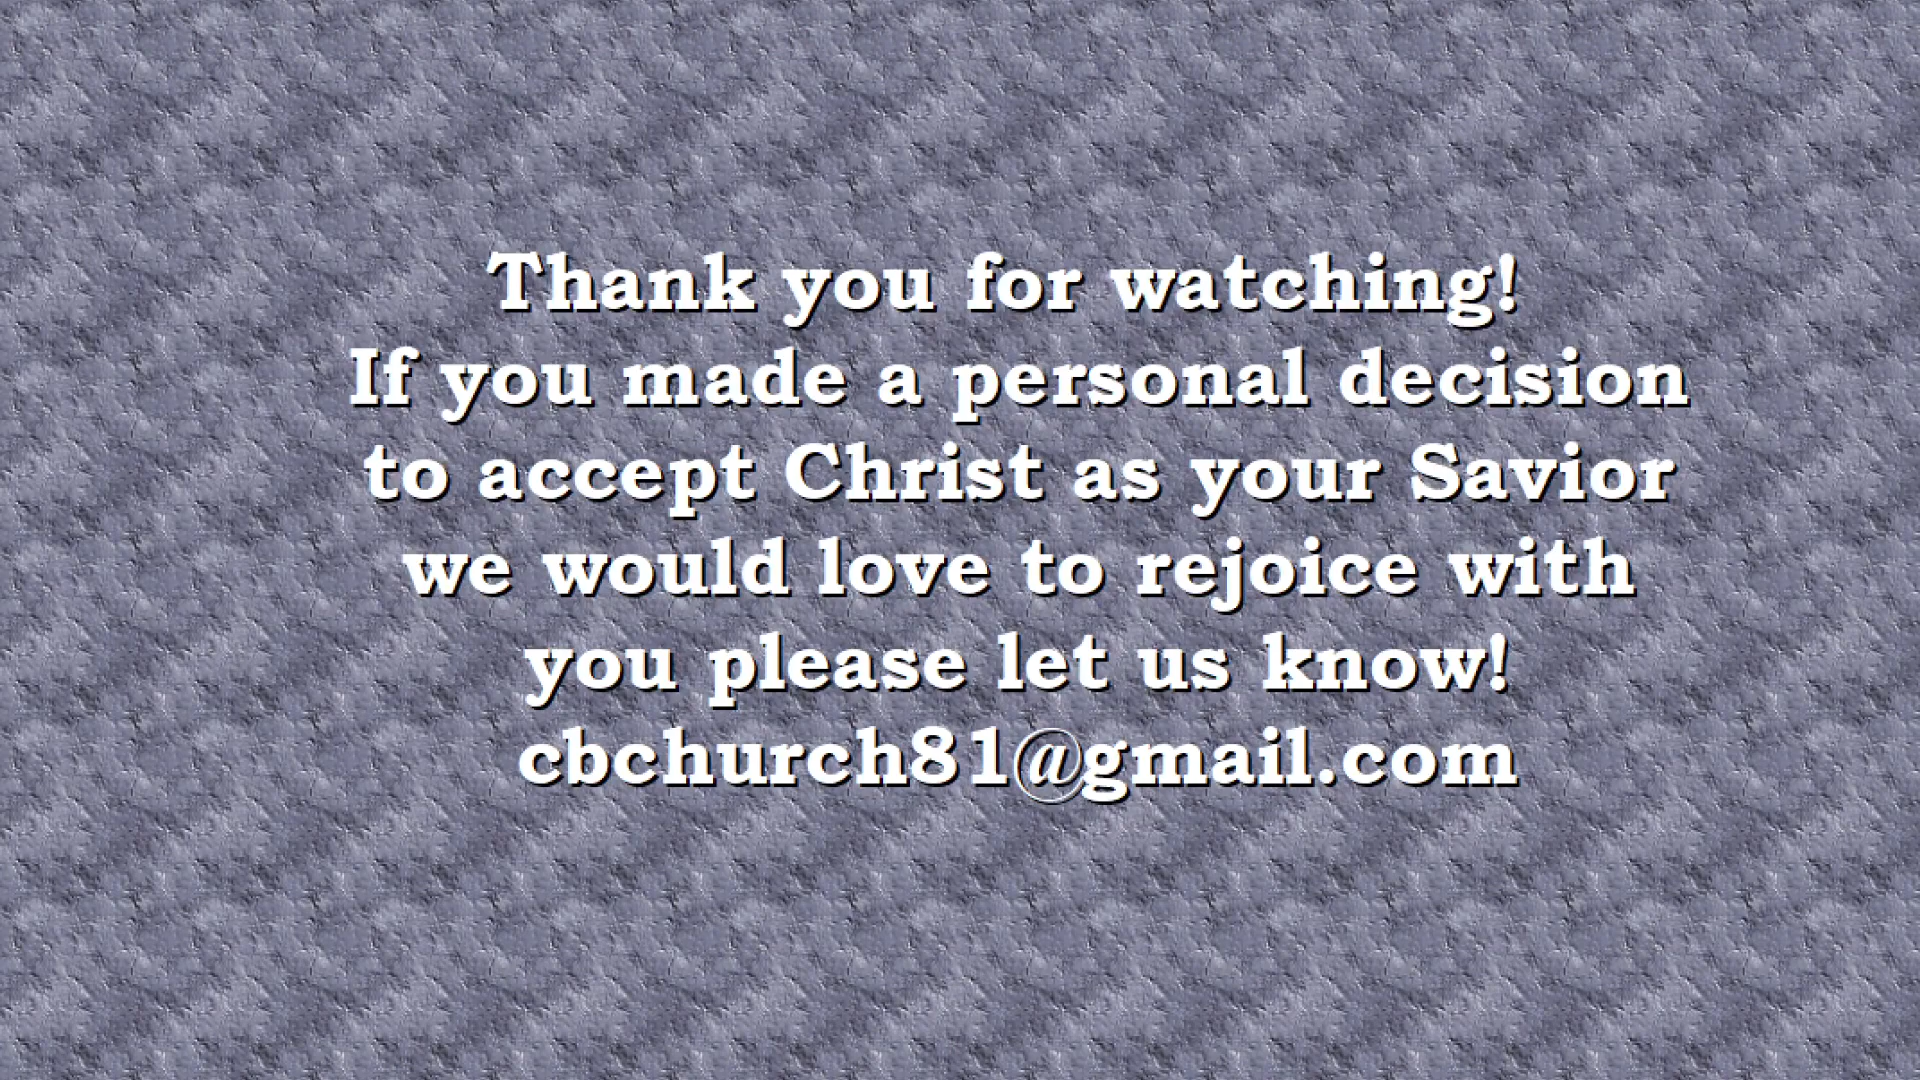 Thank you for watching!
If you made a personal decision
to accept Christ as your Savior
we would love to rejoice with
you please let us know!
cbchurch81@gmail.com